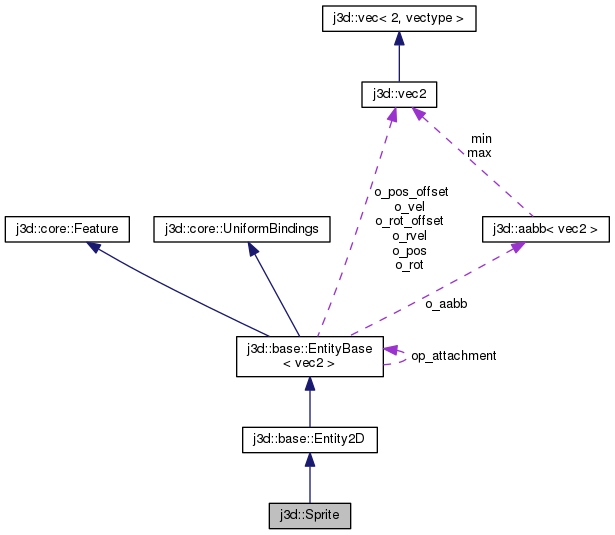 j3d::vec< 2, vectype >
j3d::vec2
min
max
o_pos_offset
o_vel
o_rot_offset
o_rvel
o_pos
o_rot
j3d::core::Feature
j3d::core::UniformBindings
j3d::aabb< vec2 >
o_aabb
j3d::base::EntityBase
< vec2 >
op_attachment
j3d::base::Entity2D
j3d::Sprite